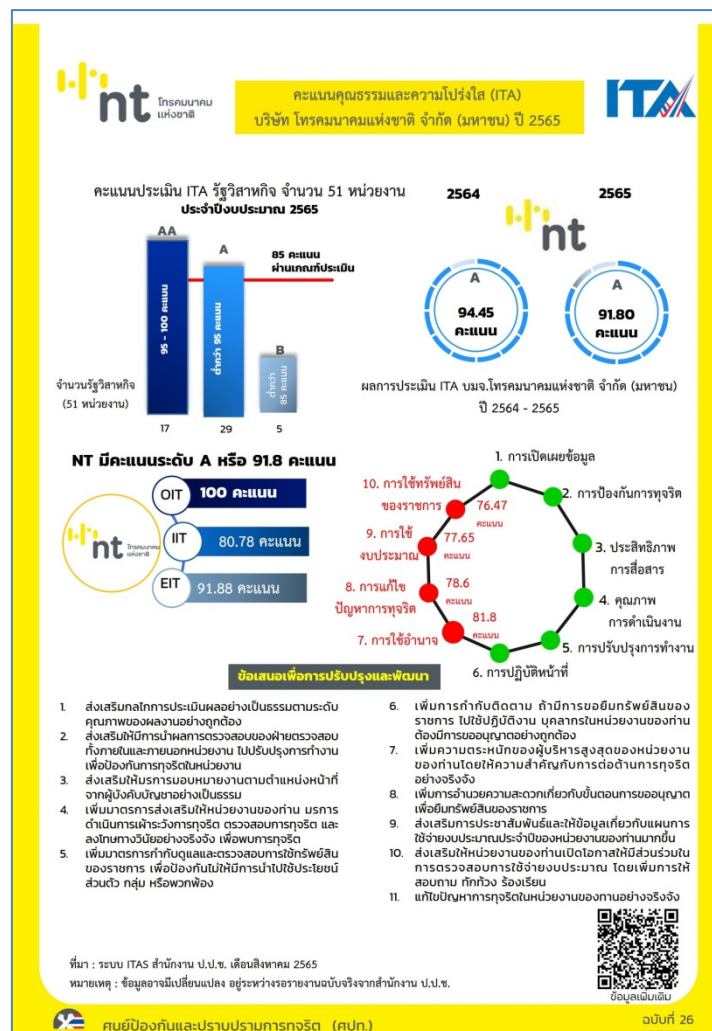 nt โทรคมนาคม
แห่งชาติ
คะแนนคุณธรรมและความโปร่งใส (ITA)
บริษัท โทรคมนาคมแห่งชาติ จำกัด (มหาชน) ปี 2565
ITA
คะแนนประเมิน ITA รัฐวิสาหกิจ จำนวน 51 หน่วยงาน
ประจำปีงบประมาณ 2565
AA
A
B
85 คะแนน
ผ่านเกณฑ์ประเมิน
95 - 100 คะแนน
ต่ำกว่า 95 คะแนน
ต่ำกว่า
85 คะแนน
จำนวนรัฐวิสาหกิจ
(51 หน่วยงาน)
17
29
5
2564
2565
nt
A
94.45
คะแนน
A
91.80
คะแนน
ผลการประเมิน ITA บมจ.โทรคมนาคมแห่งชาติ จำกัด (มหาชน)
ปี 2564 - 2565
NT มีคะแนนระดับ A หรือ 91.8 คะแนน
nt โทรคมนาคม
แห่งชาติ
OIT
100 คะแนน
IIT
80.78 คะแนน
EIT
91.88 คะแนน
1. การเปิดเผยข้อมูล
2. การป้องกันการทุจริต
3. ประสิทธิภาพ
การสื่อสาร
4. คุณภาพ
การดำเนินงาน
5. การปรับปรุงการทำงาน
6. การปฏิบัติหน้าที่
7. การใช้อำนาจ
81.8
คะแนน
8. การแก้ไข
ปัญหาการทุจริต
78.6
คะแนน
9. การใช้
งบประมาณ
77.65
คะแนน
10. การใช้ทรัพย์สิน
ของราชการ
76.47
คะแนน
ข้อเสนอเพื่อการปรับปรุงและพัฒนา
1. ส่งเสริมกลไกการประเมินผลอย่างเป็นธรรมตามระดับ
คุณภาพของผลงานอย่างถูกต้อง
2. ส่งเสริมให้มีการนำผลการตรวจสอบของฝ่ายตรวจสอบ
ทั้งภายในและภายนอกหน่วยงาน ไปปรับปรุงการทำงาน
เพื่อป้องกันการทุจริตในหน่วยงาน
3. ส่งเสริมให้มรการมอบหมายงานตามตำแหน่งหน้าที่
จากผู้บังคับบัญชาอย่างเป็นธรรม
4. เพิ่มมาตรการส่งเสริมให้หน่วยงานของท่าน มรการ
ดำเนินการเฝ้าระวังการทุจริต ตรวจสอบการทุจริต และ
ลงโทษทางวินัยอย่างจริงจัง เพื่อพบการทุจริต
5. เพิ่มมาตรการกำกับดูแลและตรวจสอบการใช้ทรัพย์สิน
ของราชการ เพื่อป้องกันไม่ให้มีการนำไปใช้ประโยชน์
ส่วนตัว กลุ่ม หรือพวกพ้อง
6. เพิ่มการกำกับติดตาม ถ้ามีการขอยืมทรัพย์สินของ
ราชการ ไปใช้ปฏิบัติงาน บุคลากรในหน่วยงานของท่าน
ต้องมีการขออนุญาตอย่างถูกต้อง
7. เพิ่มความตระหนักของผู้บริหารสูงสุดของหน่วยงาน
ของท่านโดยให้ความสำคัญกับการต่อต้านการทุจริต
อย่างจริงจัง
8. เพิ่มการอำนวยความสะดวกเกี่ยวกับขั้นตอนการขออนุญาต
เพื่อยืมทรัพย์สินของราชการ
9. ส่งเสริมการประชาสัมพันธ์และให้ข้อมูลเกี่ยวกับแผนการ
ใช้จ่ายงบประมาณประจำปีของหน่วยงานของท่านมากขึ้น
10. ส่งเสริมให้หน่วยงานของท่านเปิดโอกาสให้มีส่วนร่วมใน
การตรวจสอบการใช้จ่ายงบประมาณ โดยเพิ่มการให้
สอบถาม ทักท้วง ร้องเรียน
11. แก้ไขปัญหาการทุจริตในหน่วยงานของทานอย่างจริงจัง
ที่มา : ระบบ ITAS สำนักงาน ป.ป.ช. เดือนสิงหาคม 2565
หมายเหตุ : ข้อมูลอาจมีเปลี่ยนแปลง อยู่ระหว่างรอรายงานฉบับจริงจากสำนักงาน ป.ป.ช.
ข้อมูลเพิ่มเติม
ศูนย์ป้องกันและปราบปรามการทุจริต (ศปท.)
ฉบับที่ 26